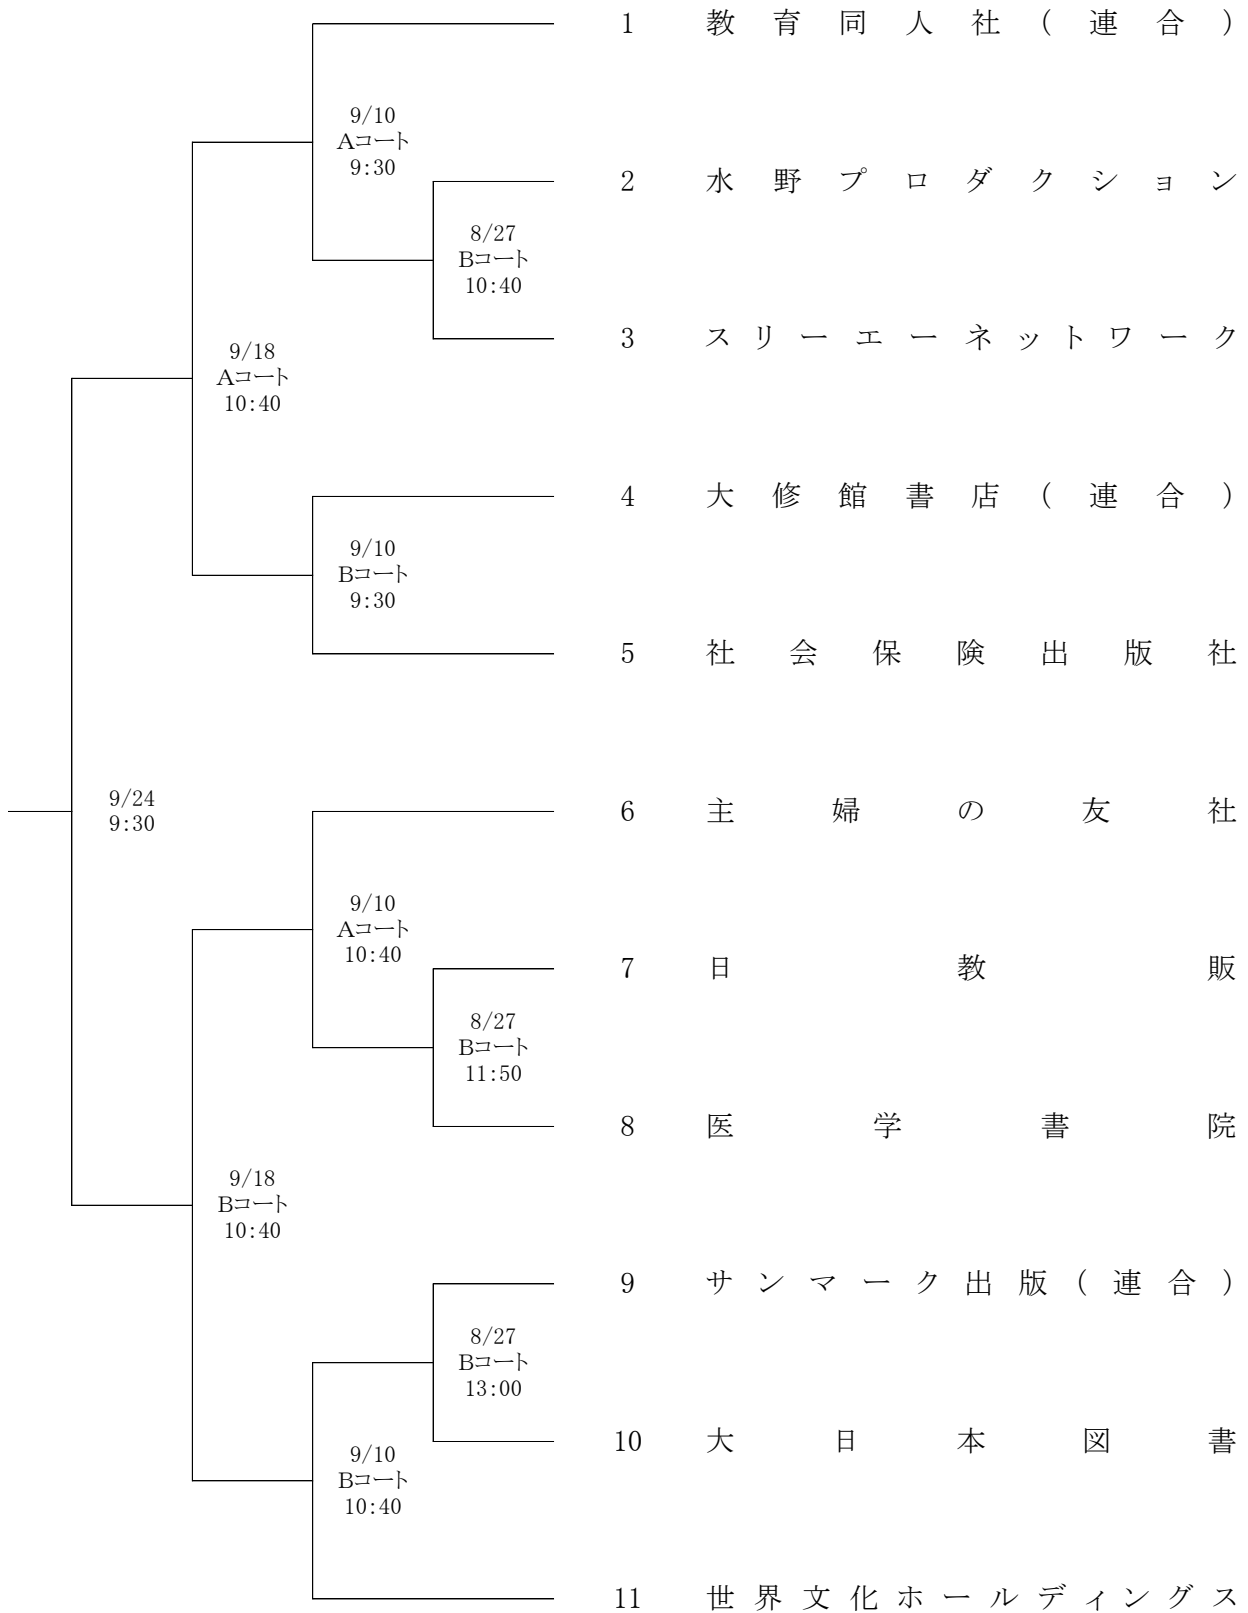 1 教育同人社(連合)
9/10
Aコート
9:30
2 水野プロダクション
8/27
Bコート
10:40
3 スリーエーネットワーク
9/18
Aコート
10:40
4 大修館書店(連合)
9/10
Bコート
9:30
5 社会保険出版社
9/24
9:30
6 主婦の友社
9/10
Aコート
10:40
7 日教販
8/27
Bコート
11:50
8 医学書院
9/18
Bコート
10:40
9 サンマーク出版(連合)
8/27
Bコート
13:00
10 大日本図書
9/10
Bコート
10:40
11 世界文化ホールディングス